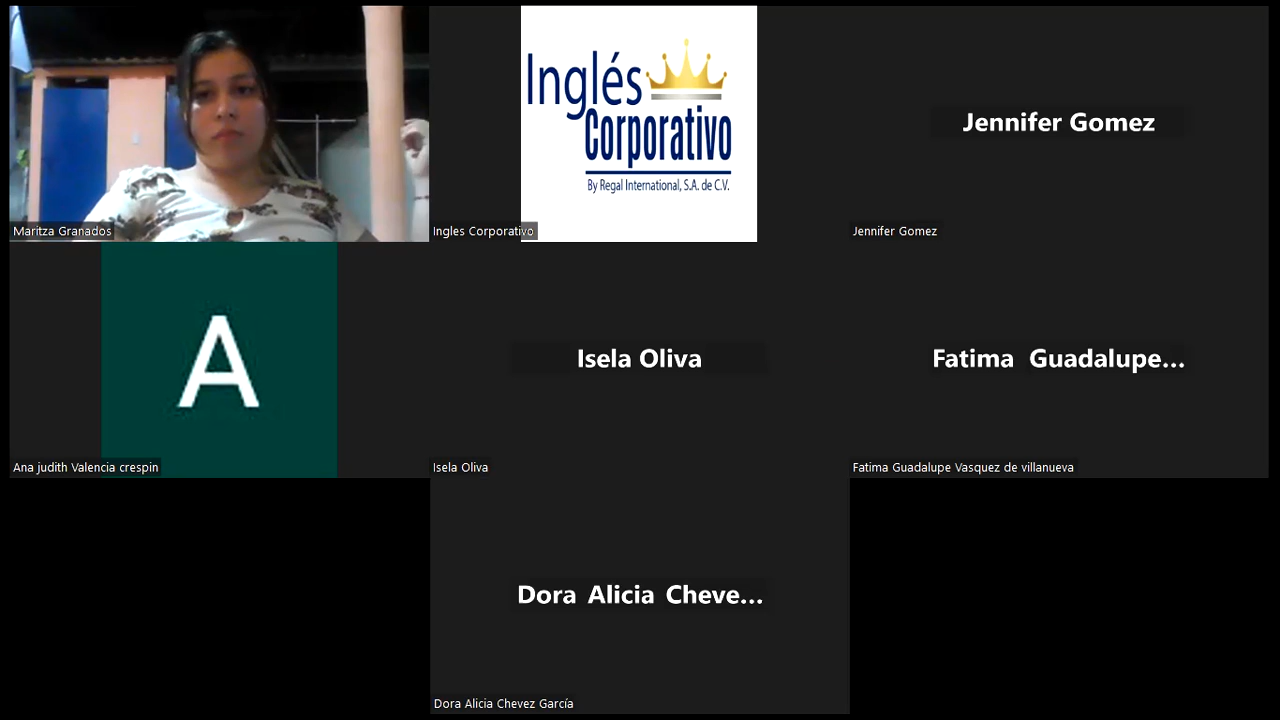 Maritza Granados
Inglés
Corporativo
By Regal International, S.A. de C.V.
Ingles Corporativo
Jennifer Gomez
Jennifer Gomez
A
Ana judith Valencia crespin
Isela Oliva
Isela Oliva
Fatima Guadalupe...
Fatima Guadalupe Vasquez de villanueva
Dora Alicia Cheve...
Dora Alicia Chevez García